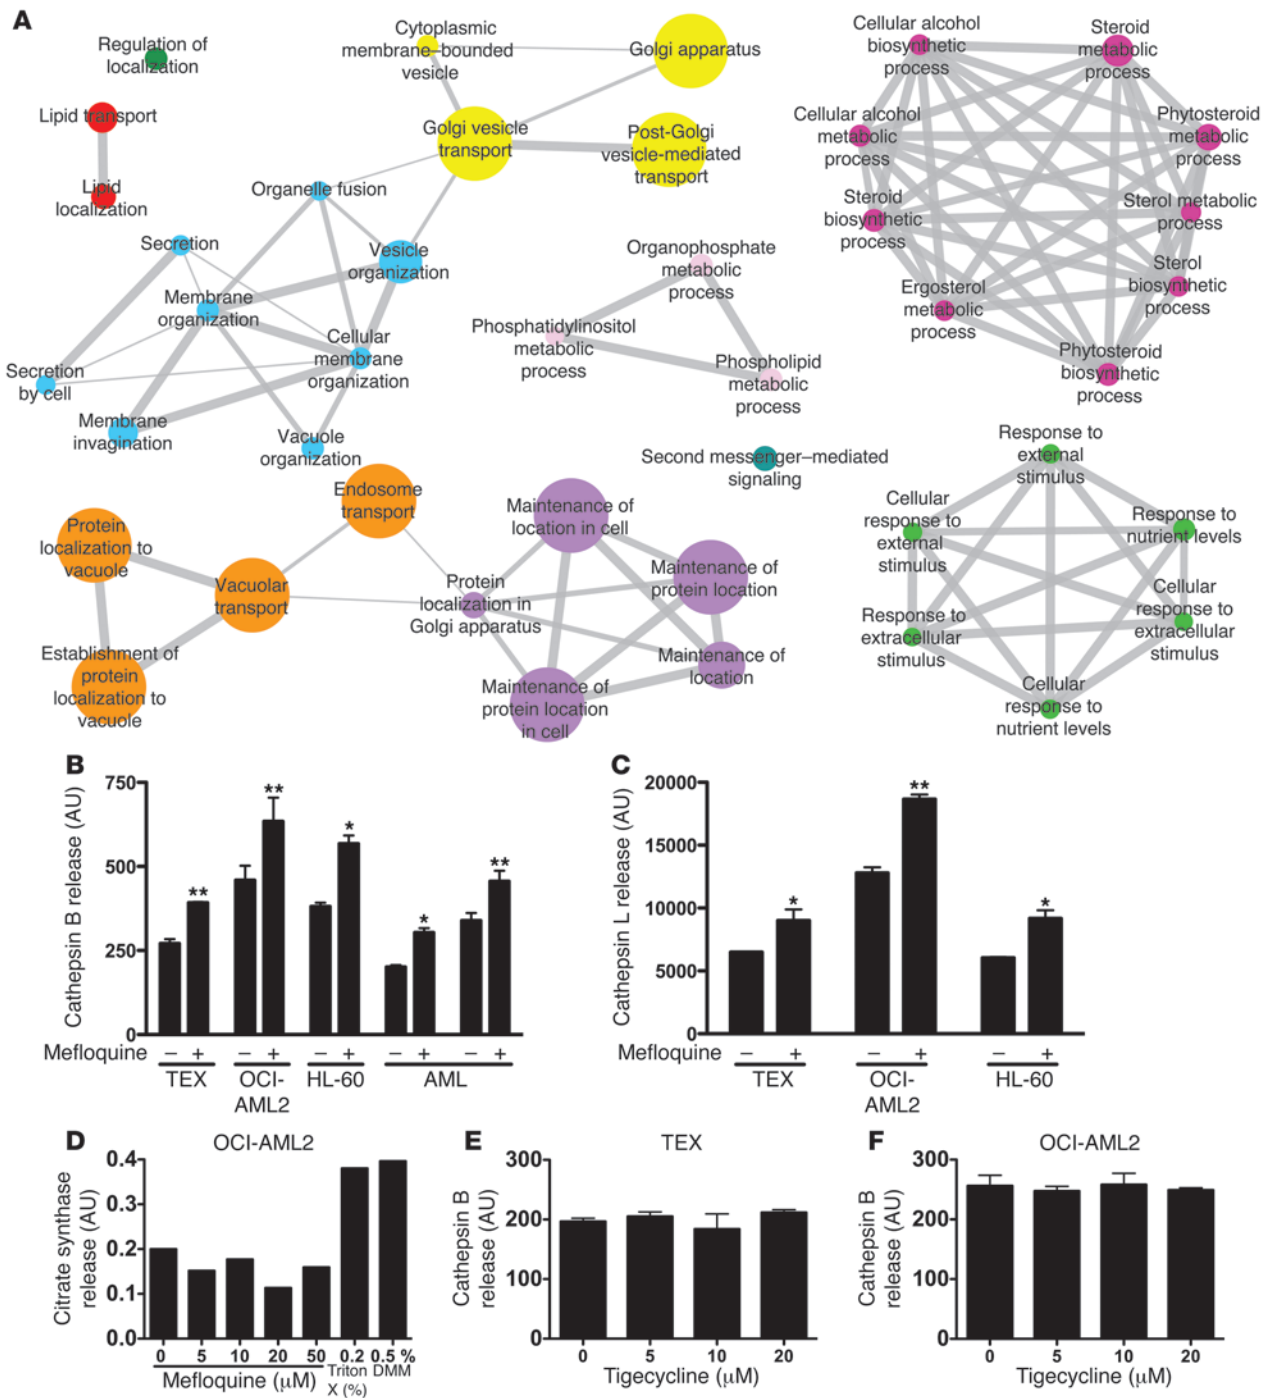 A
Regulation of
localization
Lipid transport
Lipid
localization
Cytoplasmic
membrane–bounded
vesicle
Golgi apparatus
Golgi vesicle
transport
Post-Golgi
vesicle-mediated
transport
Organelle fusion
Secretion
Vesicle
organization
Membrane
organization
Cellular
membrane
organization
Secretion
by cell
Membrane
invagination
Vacuole
organization
Organophosphate
metabolic
process
Phosphatidylinositol
metabolic
process
Phospholipid
metabolic
process
Cellular alcohol
biosynthetic
process
Steroid
metabolic
process
Cellular alcohol
metabolic
process
Phytosteroid
metabolic
process
Steroid
biosynthetic
process
Sterol metabolic
process
Ergosterol
metabolic
process
Sterol
biosynthetic
process
Phytosteroid
biosynthetic
process
Second messenger–mediated
signaling
Endosome
transport
Protein
localization to
vacuole
Vacuolar
transport
Establishment of
protein
localization to
vacuole
Maintenance of
location in cell
Maintenance of
protein location
Protein
localization in
Golgi apparatus
Maintenance of
location
Maintenance of
protein location
in cell
Response to
external
stimulus
Cellular
response to
external
stimulus
Response to
nutrient levels
Response to
extracellular
stimulus
Cellular
response to
extracellular
stimulus
Cellular
response to
nutrient levels
B
Cathepsin B release (AU)
750
500
250
0
** ** * * **
Mefloquine – + – + – + – + – +
TEX OCI-AML2 HL-60 AML
C
Cathepsin L release (AU)
20000
15000
10000
5000
0
* ** *
Mefloquine – + – + – +
TEX OCI-AML2 HL-60
D
OCI-AML2
Citrate synthase
release (AU)
0.4
0.3
0.2
0.1
0.0
0 5 10 20 50 0.2 0.5 %
Mefloquine (µM) Triton X (%) DMM
E
TEX
Cathepsin B
release (AU)
300
200
100
0
0 5 10 20
Tigecycline (µM)
F
OCI-AML2
Cathepsin B
release (AU)
300
200
100
0
0 5 10 20
Tigecycline (µM)